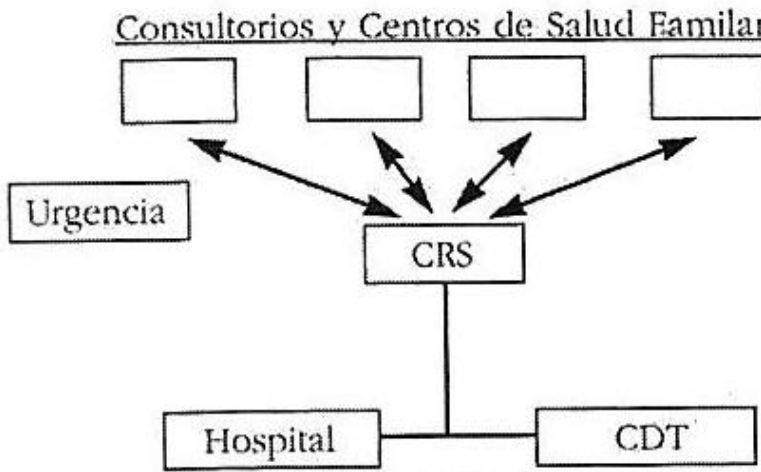 Consultorios y Centros de Salud Familar
Urgencia
CRS
Hospital
CDT